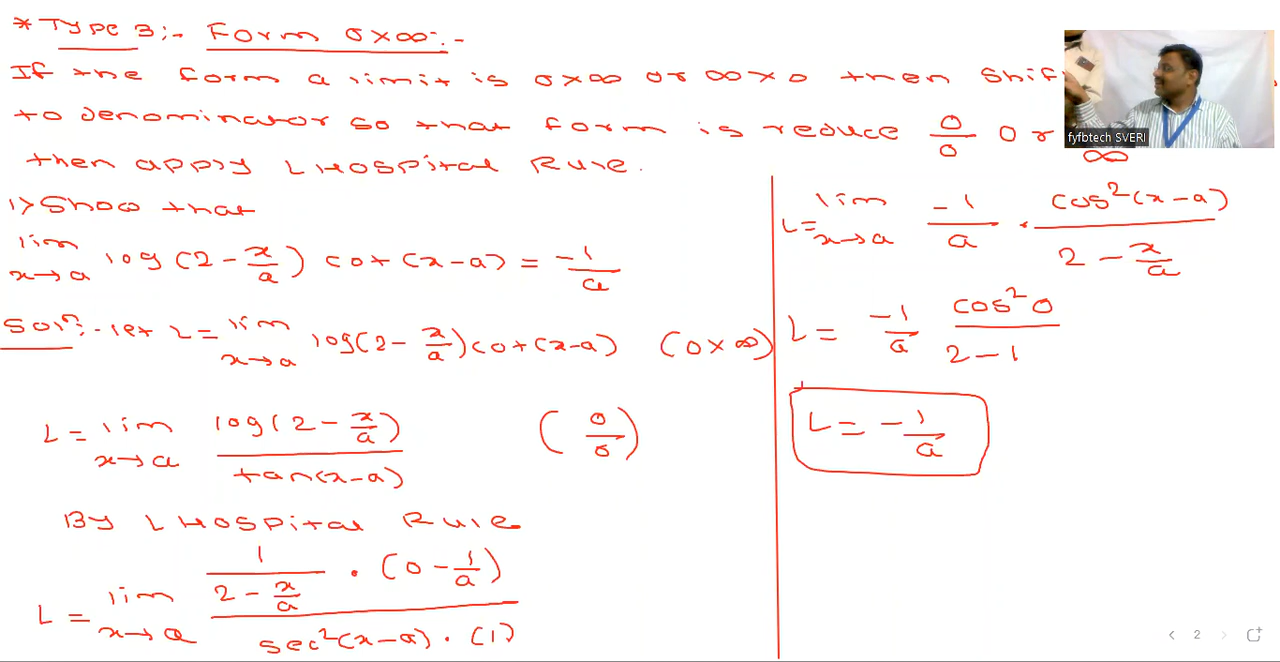 * TYPE 3:- Form 0×∞:-
If the form a limit is 0×∞ or ∞×0 then Shif
to Denominator so that form is reduce 0/0 or
∞
then apply L Hospital Rule.
1) Show that
lim x→a log(2 - x/a) cot(x-a) = -1/a
Solⁿ:- let L = lim x→a log(2 - x/a) cot(x-a) (0×∞)
L = lim x→a log(2 - x/a) / tan(x-a) (0/0)
By L Hospital Rule
L = lim x→a 1/(2 - x/a) · (0 - 1/a) / sec²(x-a) · (1)
L = lim x→a -1/a · cos²(x-a) / 2 - x/a
L = -1/a cos²0 / 2-1
L = -1/a
fyfbtech SVERI
2